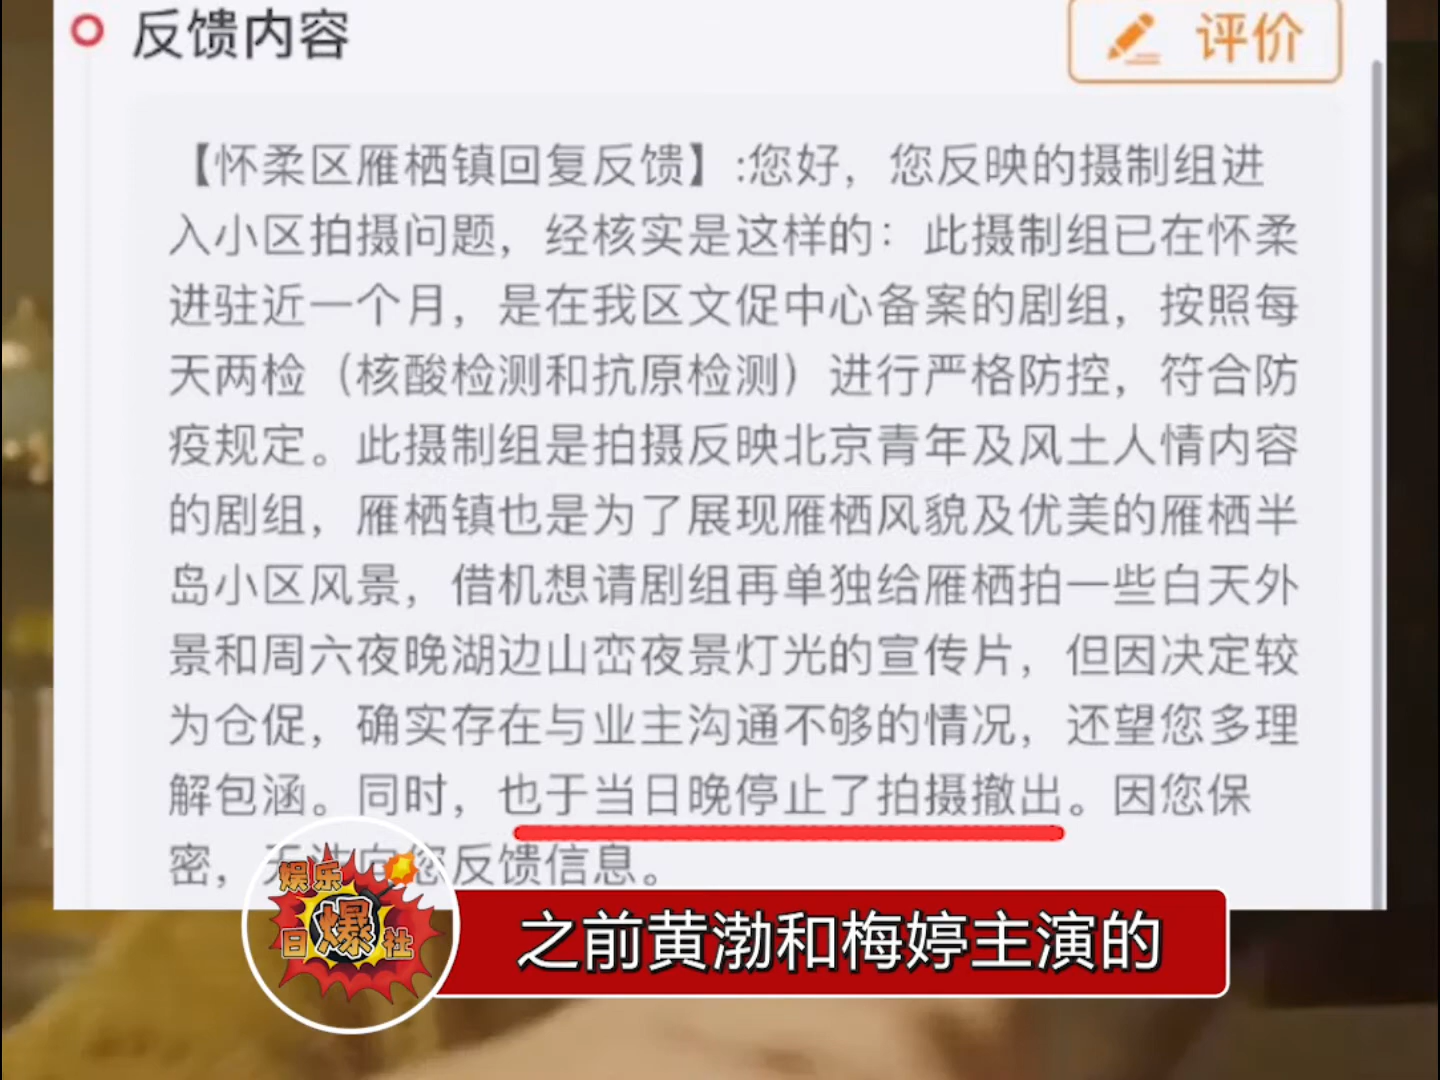 反馈内容
评价
【怀柔区雁栖镇回复反馈】:您好，您反映的摄制组进
入小区拍摄问题，经核实是这样的：此摄制组已在怀柔
进驻近一个月，是在我区文促中心备案的剧组，按照每
天两检（核酸检测和抗原检测）进行严格防控，符合防
疫规定。此摄制组是拍摄反映北京青年及风土人情内容
的剧组，雁栖镇也是为了展现雁栖风貌及优美的雁栖半
岛小区风景，借机想请剧组再单独给雁栖拍一些白天外
景和周六夜晚湖边山峦夜景灯光的宣传片，但因决定较
为仓促，确实存在与业主沟通不够的情况，还望您多理
解包涵。同时，也于当日晚停止了拍摄撤出。因您保
密，无法向您反馈信息。
娱乐
日爆社
之前黄渤和梅婷主演的